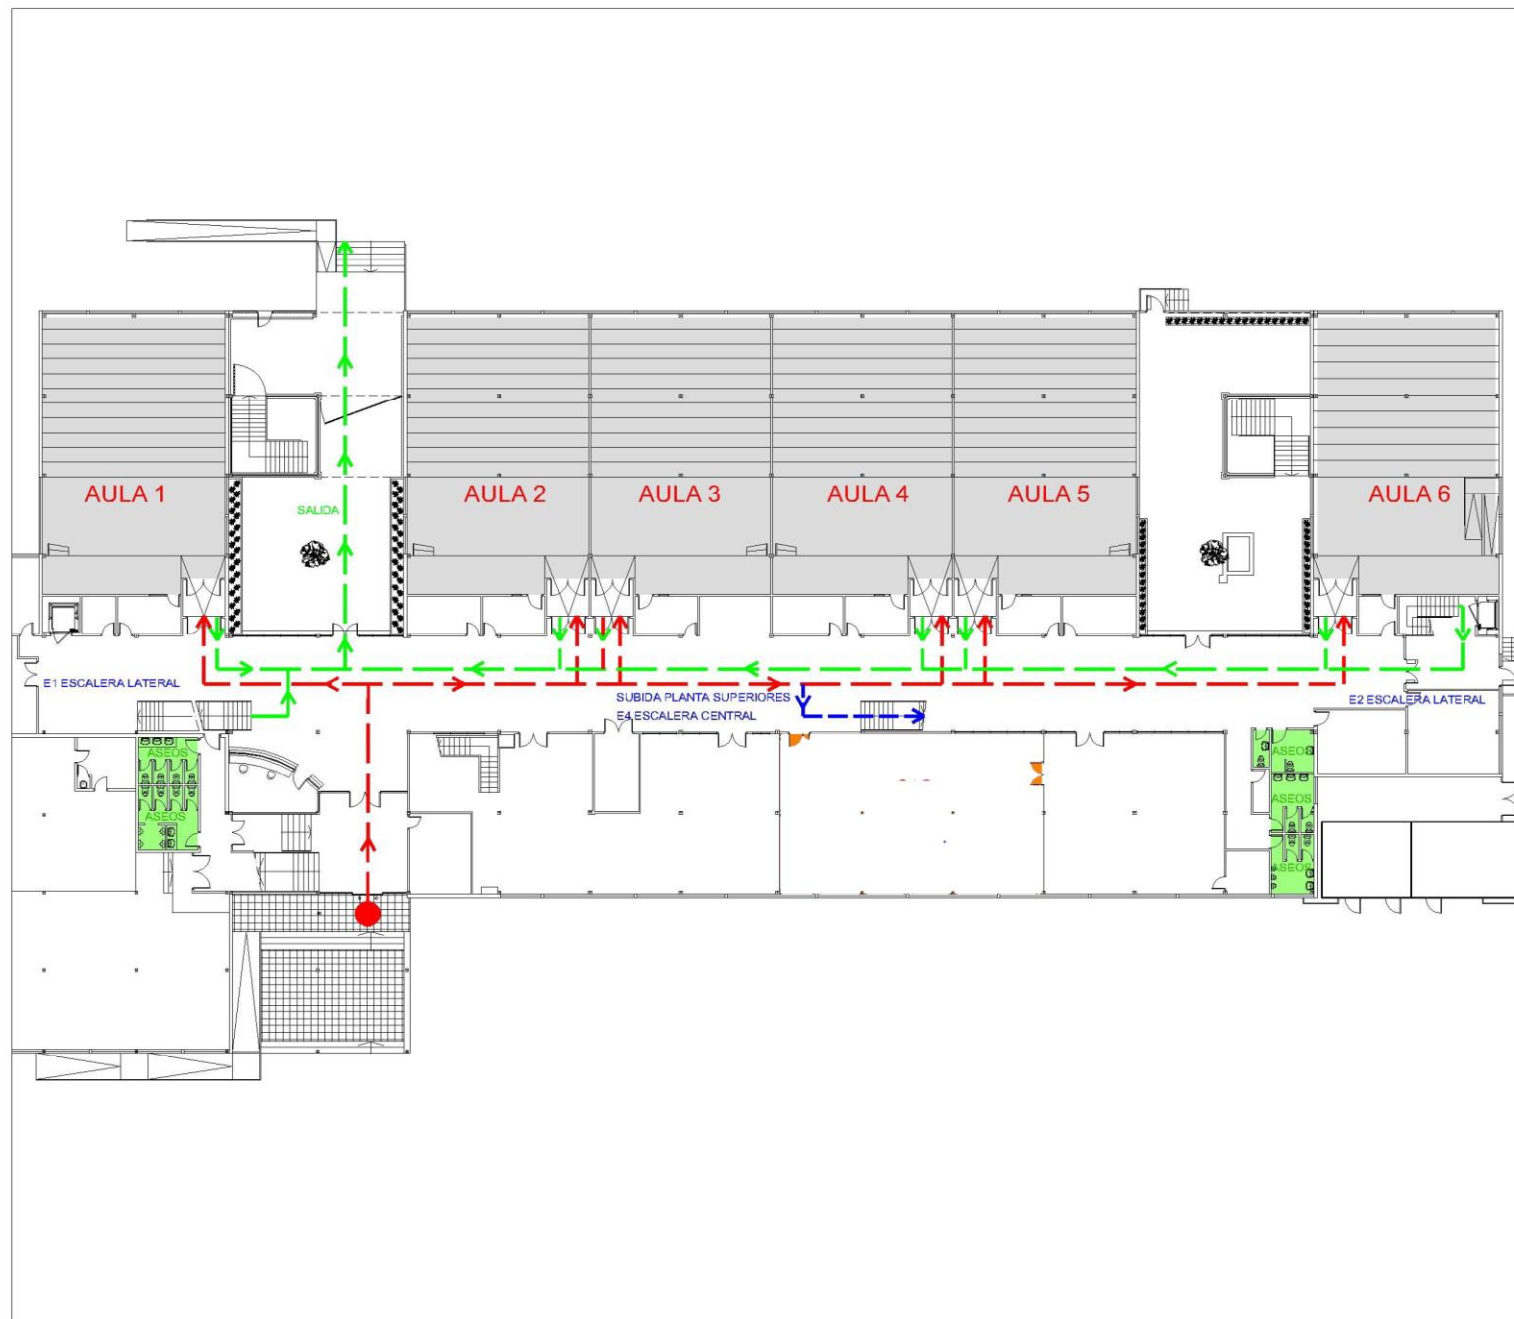 AULA 1
AULA 2
AULA 3
AULA 4
AULA 5
AULA 6
SALIDA
E1 ESCALERA LATERAL
SUBIDA PLANTA SUPERIORES
E4 ESCALERA CENTRAL
E2 ESCALERA LATERAL
ASEOS
ASEOS
ASEOS
ASEOS
ASEOS